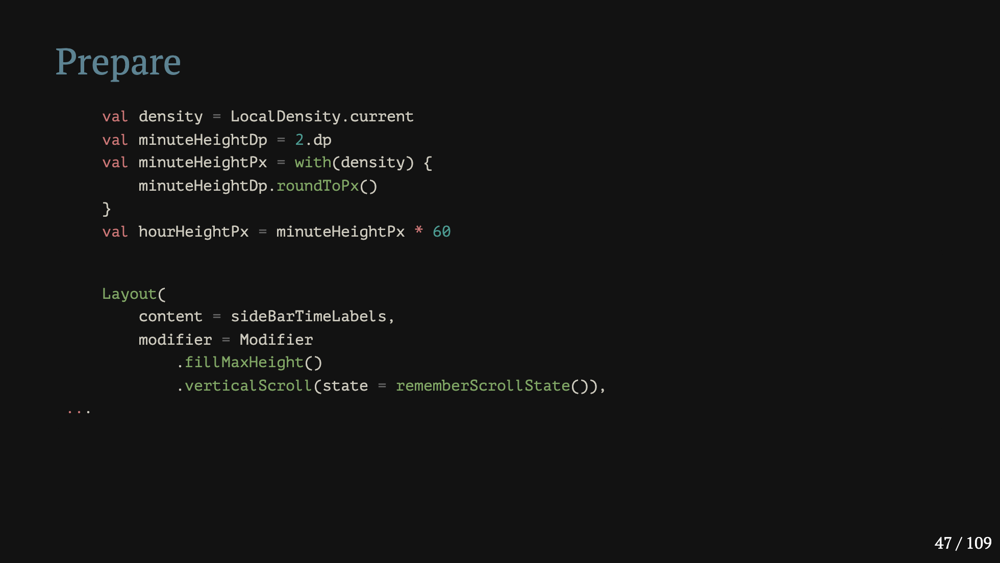 Prepare
val density = LocalDensity.current
val minuteHeightDp = 2.dp
val minuteHeightPx = with(density) {
    minuteHeightDp.roundToPx()
}
val hourHeightPx = minuteHeightPx * 60
Layout(
    content = sideBarTimeLabels,
    modifier = Modifier
        .fillMaxHeight()
        .verticalScroll(state = rememberScrollState()),
...
47 / 109